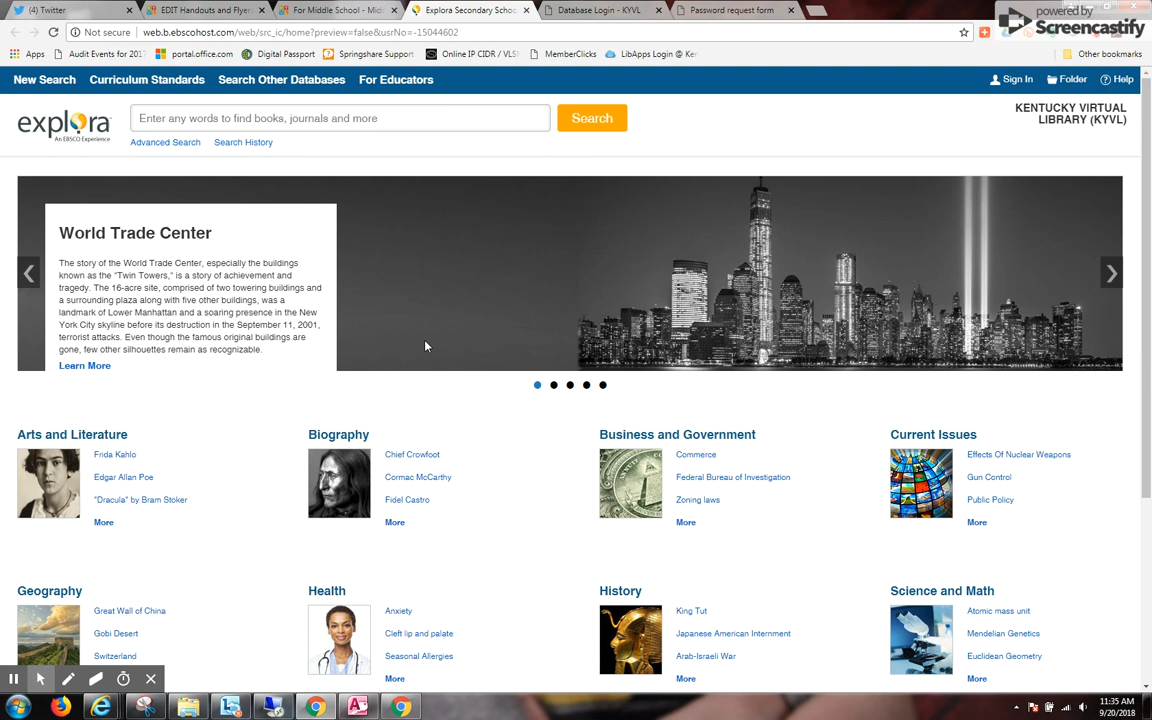 (4) Twitter
EDIT Handouts and Flyer
For Middle School - Midd
Explora Secondary Schoo
Database Login - KYVL
Password request form
Not secure
web.b.ebscohost.com/web/src_ic/home?preview=false&usrNo=-15044602
powered by
Screencastify
Apps
Audit Events for 2017
portal.office.com
Digital Passport
Springshare Support
Online IP CIDR / VLS
MemberClicks
LibApps Login @ Ker
Other bookmarks
New Search
Curriculum Standards
Search Other Databases
For Educators
Sign In
Folder
Help
explora
An EBSCO Experience
Enter any words to find books, journals and more
Search
Advanced Search
Search History
KENTUCKY VIRTUAL
LIBRARY (KYVL)
World Trade Center
The story of the World Trade Center, especially the buildings
known as the "Twin Towers," is a story of achievement and
tragedy. The 16-acre site, comprised of two towering buildings
and a surrounding plaza along with five other buildings, was a
landmark of Lower Manhattan and a soaring presence in the New
York City skyline before its destruction in the September 11, 2001,
terrorist attacks. Even though the famous original buildings are
gone, few other silhouettes remain as recognizable.
Learn More
Arts and Literature
Frida Kahlo
Edgar Allan Poe
"Dracula" by Bram Stoker
More
Biography
Chief Crowfoot
Cormac McCarthy
Fidel Castro
More
Business and Government
Commerce
Federal Bureau of Investigation
Zoning laws
More
Current Issues
Effects Of Nuclear Weapons
Gun Control
Public Policy
More
Geography
Great Wall of China
Gobi Desert
Switzerland
Health
Anxiety
Cleft lip and palate
Seasonal Allergies
More
History
King Tut
Japanese American Internment
Arab-Israeli War
More
Science and Math
Atomic mass unit
Mendelian Genetics
Euclidean Geometry
More
11:35 AM
9/20/2018